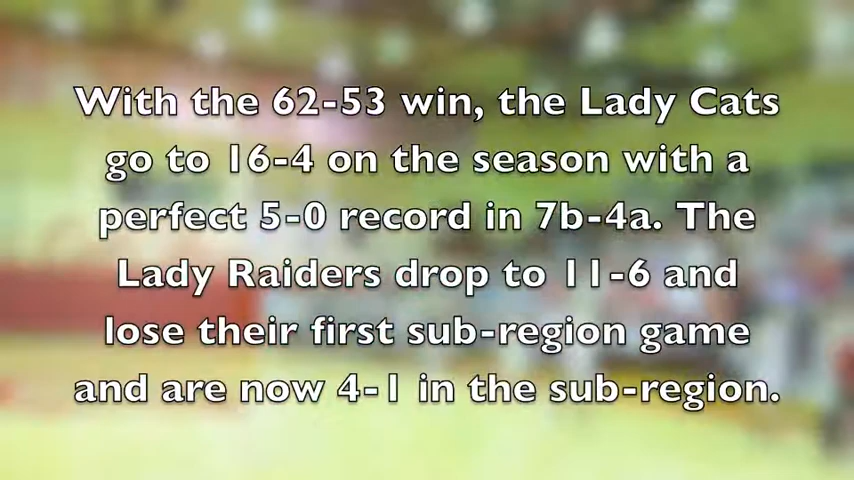 With the 62-53 win, the Lady Cats
go to 16-4 on the season with a
perfect 5-0 record in 7b-4a. The
Lady Raiders drop to 11-6 and
lose their first sub-region game
and are now 4-1 in the sub-region.